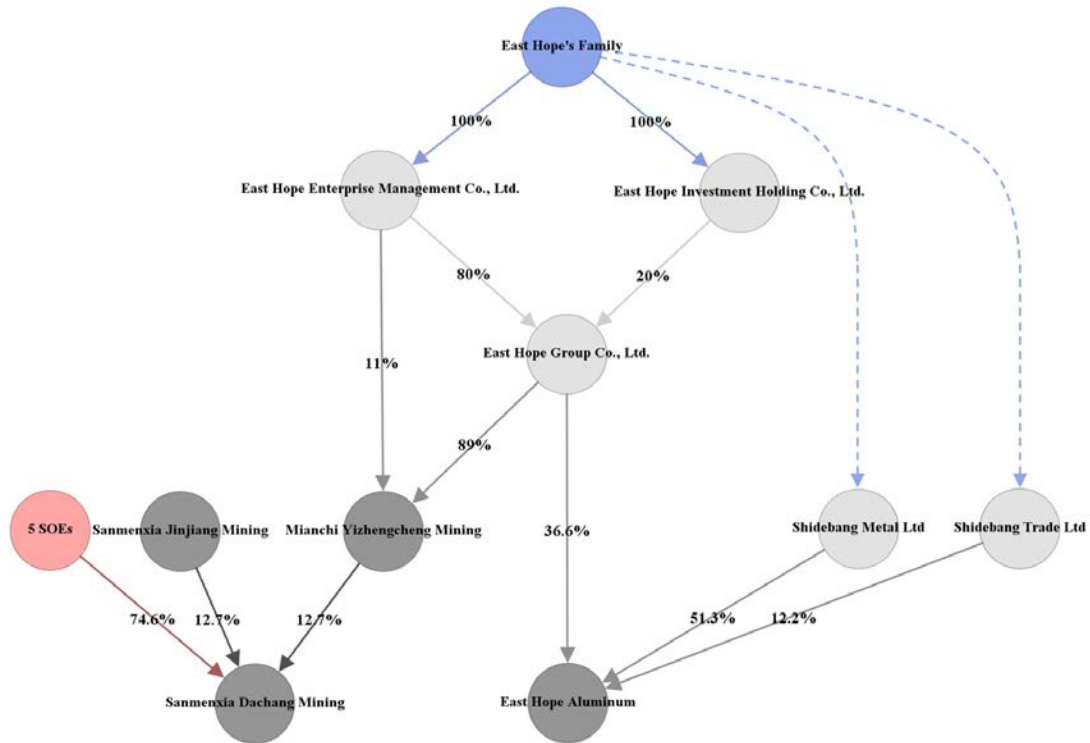 East Hope's Family
100%
100%
East Hope Enterprise Management Co., Ltd.
East Hope Investment Holding Co., Ltd.
80%
20%
East Hope Group Co., Ltd.
11%
89%
5 SOEs
Sanmenxia Jinjiang Mining
Mianchi Yizhengcheng Mining
36.6%
Shidebang Metal Ltd
Shidebang Trade Ltd
74.6%
12.7%
12.7%
51.3%
12.2%
Sanmenxia Dachang Mining
East Hope Aluminum